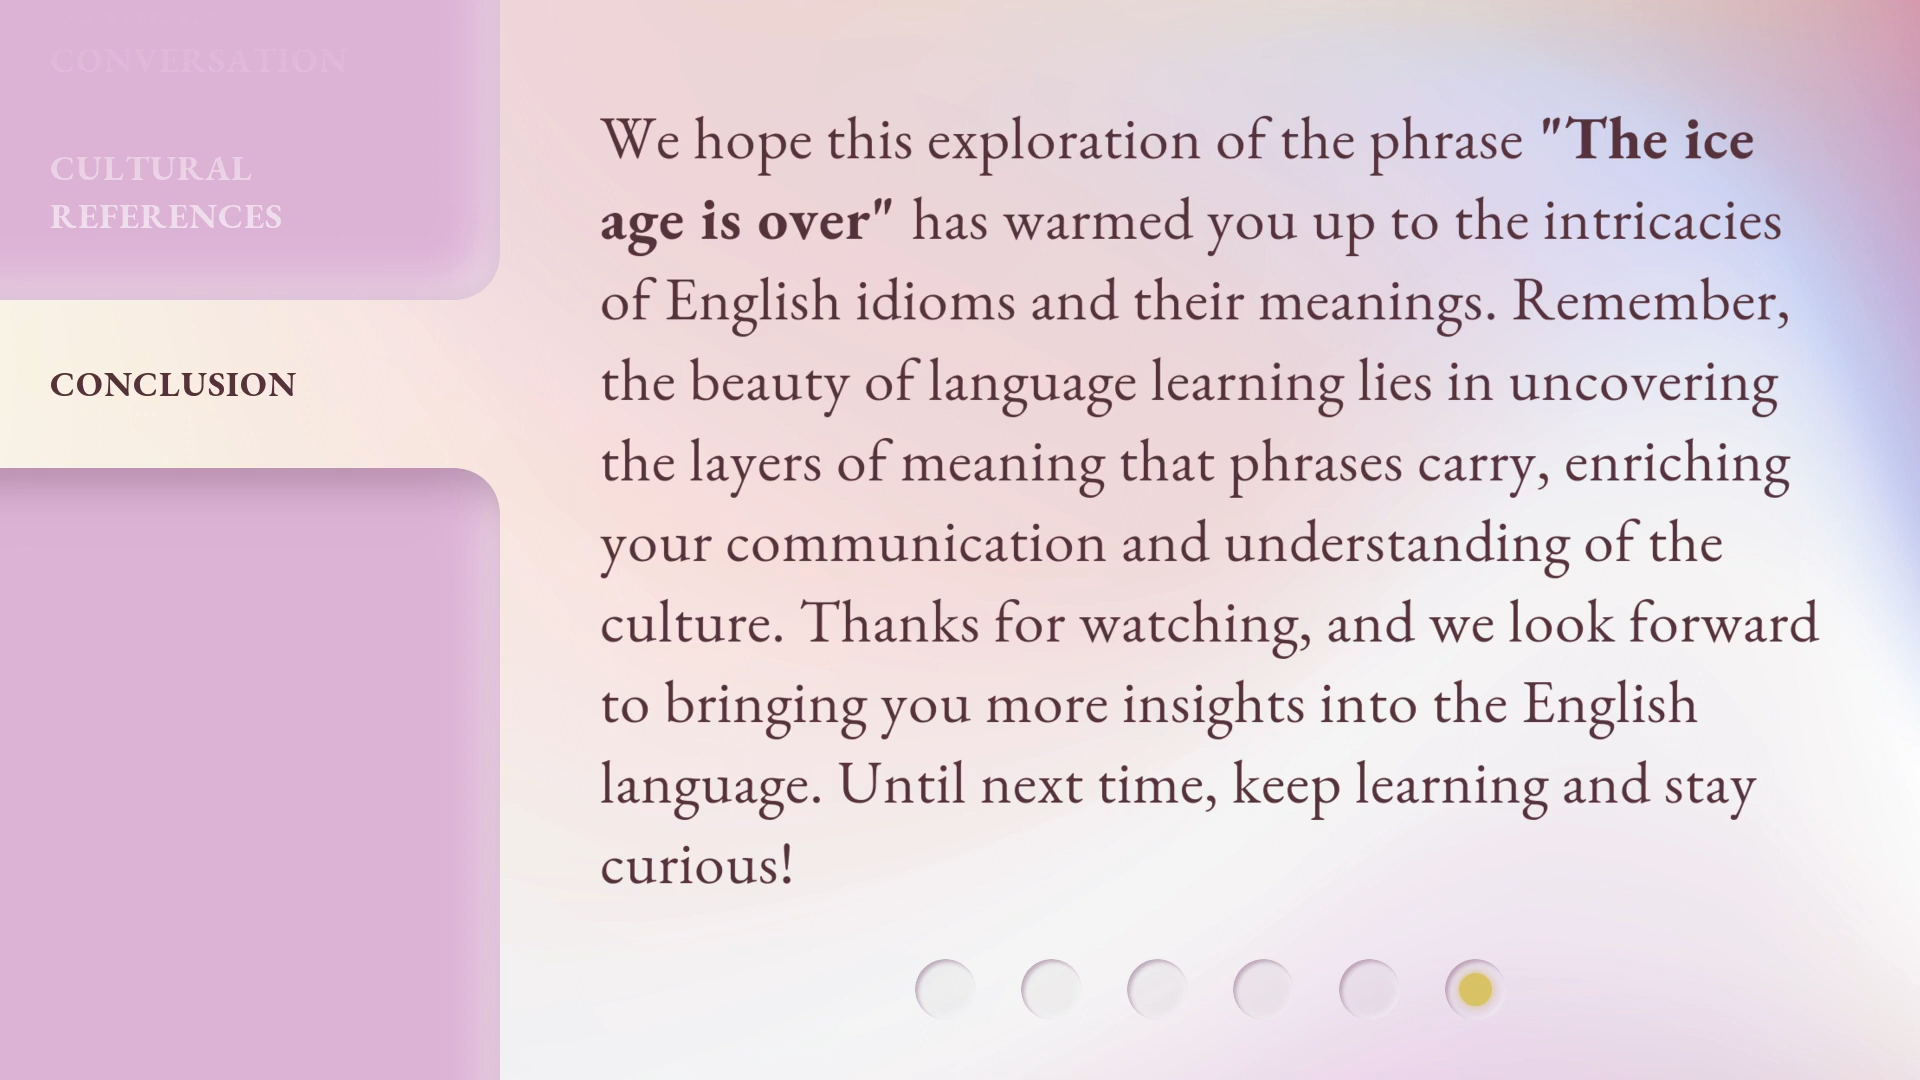 CONVERSATION
CULTURAL
REFERENCES
CONCLUSION
We hope this exploration of the phrase "The ice
age is over" has warmed you up to the intricacies
of English idioms and their meanings. Remember,
the beauty of language learning lies in uncovering
the layers of meaning that phrases carry, enriching
your communication and understanding of the
culture. Thanks for watching, and we look forward
to bringing you more insights into the English
language. Until next time, keep learning and stay
curious!